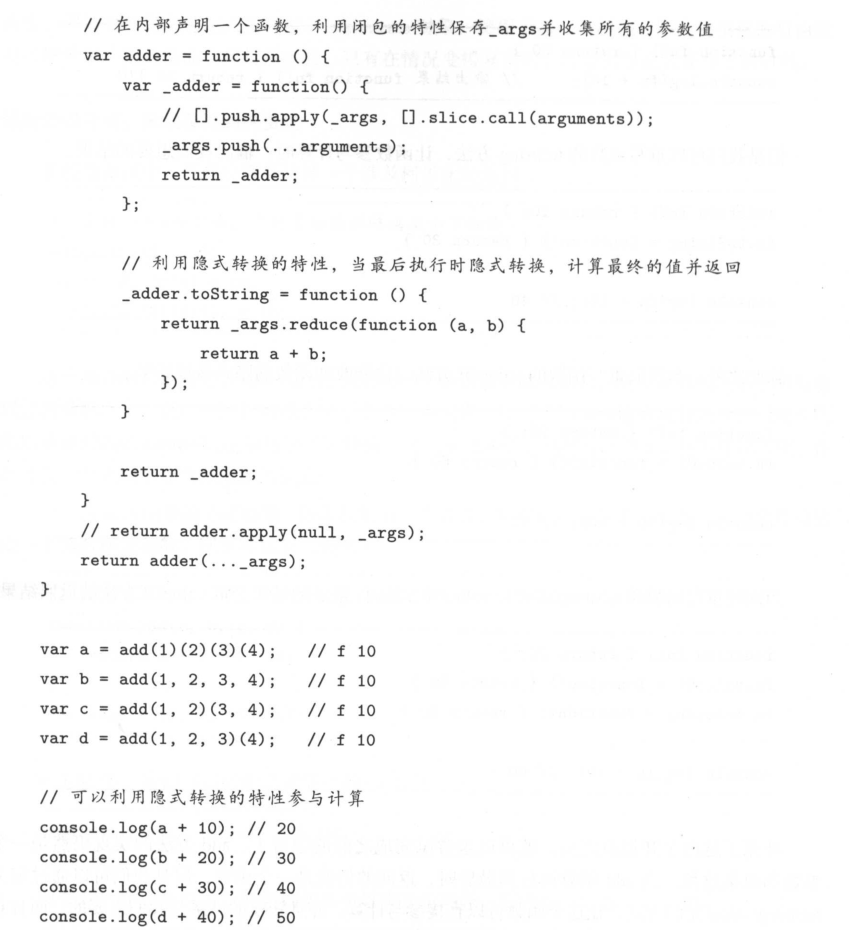 // 在内部声明一个函数，利用闭包的特性保存_args并收集所有的参数值
var adder = function () {
var _adder = function() {
// [].push.apply(_args, [].slice.call(arguments));
_args.push(...arguments);
return _adder;
};
// 利用隐式转换的特性，当最后执行时隐式转换，计算最终的值并返回
_adder.toString = function () {
return _args.reduce(function (a, b) {
return a + b;
});
}
return _adder;
}
// return adder.apply(null, _args);
return adder(..._args);
}
var a = add(1)(2)(3)(4); // f 10
var b = add(1, 2, 3, 4); // f 10
var c = add(1, 2)(3, 4); // f 10
var d = add(1, 2, 3)(4); // f 10
// 可以利用隐式转换的特性参与计算
console.log(a + 10); // 20
console.log(b + 20); // 30
console.log(c + 30); // 40
console.log(d + 40); // 50